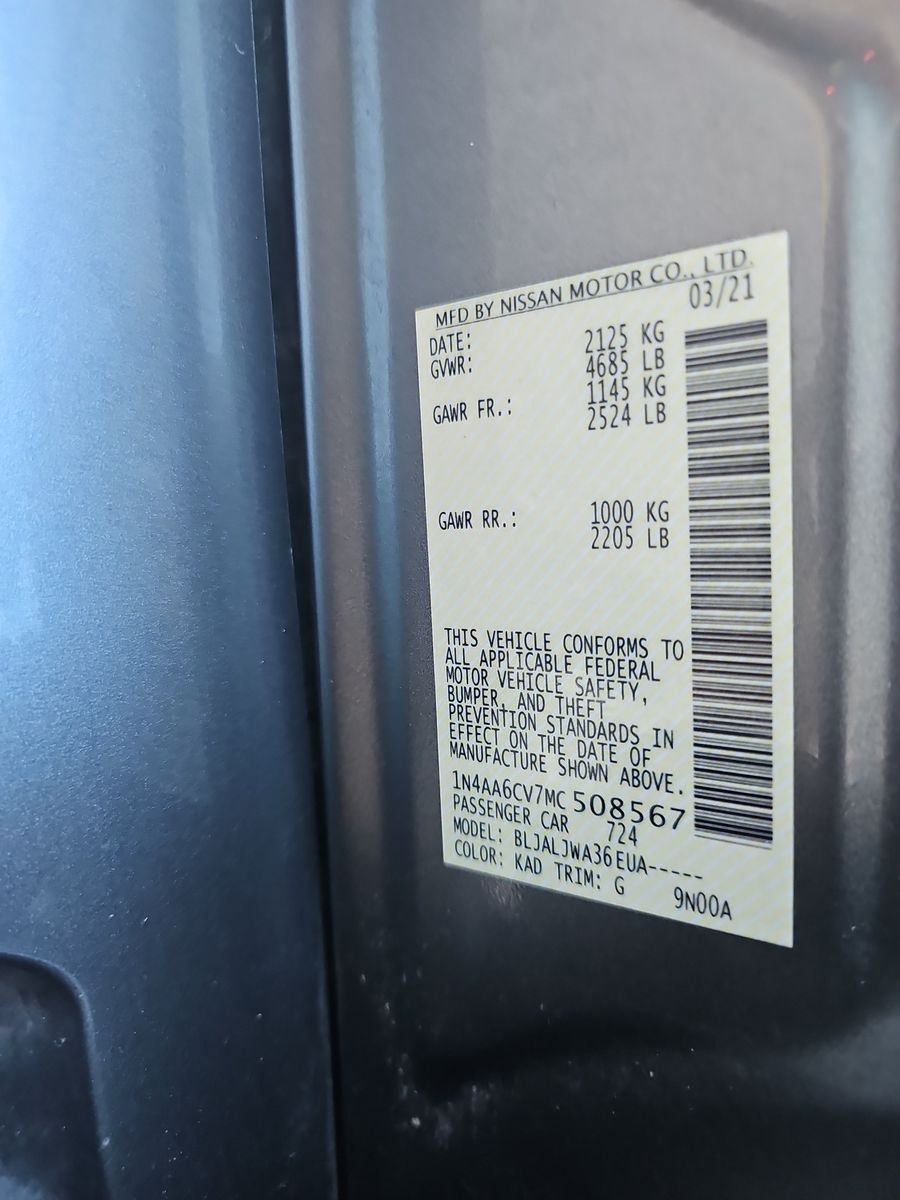 MFD BY NISSAN MOTOR CO., LTD.
DATE: 03/21
GVWR: 2125 KG
4685 LB
GAWR FR.: 1145 KG
2524 LB
GAWR RR.: 1000 KG
2205 LB
THIS VEHICLE CONFORMS TO
ALL APPLICABLE FEDERAL
MOTOR VEHICLE SAFETY,
BUMPER, AND THEFT
PREVENTION STANDARDS IN
EFFECT ON THE DATE OF
MANUFACTURE SHOWN ABOVE.
1N4AA6CV7MC508567
PASSENGER CAR 724
MODEL: BLJALJWA36EUA-----
COLOR: KAD TRIM: G 9N00A